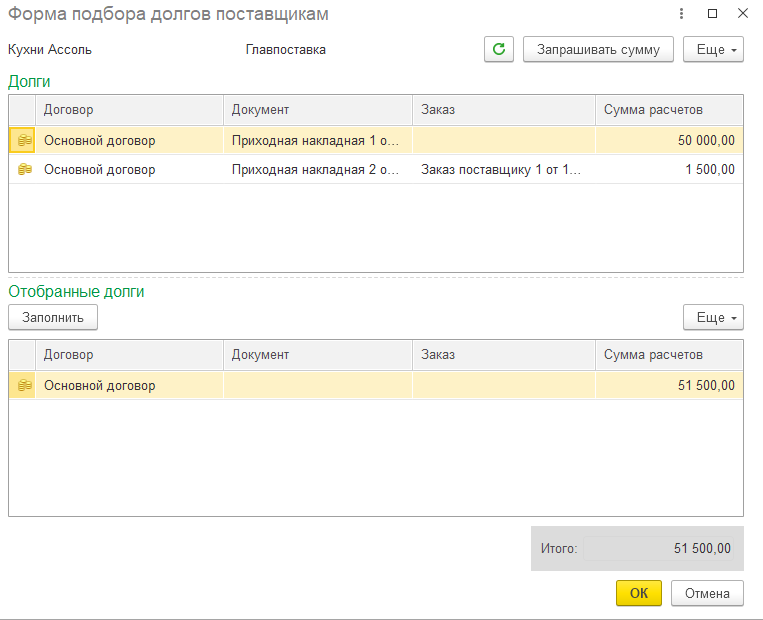 Форма подбора долгов поставщикам
Кухни Ассоль Главпоставка Запрашивать сумму Еще
Долги
Договор Документ Заказ Сумма расчетов
Основной договор Приходная накладная 1 о... 50 000,00
Основной договор Приходная накладная 2 о... Заказ поставщику 1 от 1... 1 500,00
Отобранные долги
Заполнить Еще
Договор Документ Заказ Сумма расчетов
Основной договор 51 500,00
Итого: 51 500,00
ОК Отмена